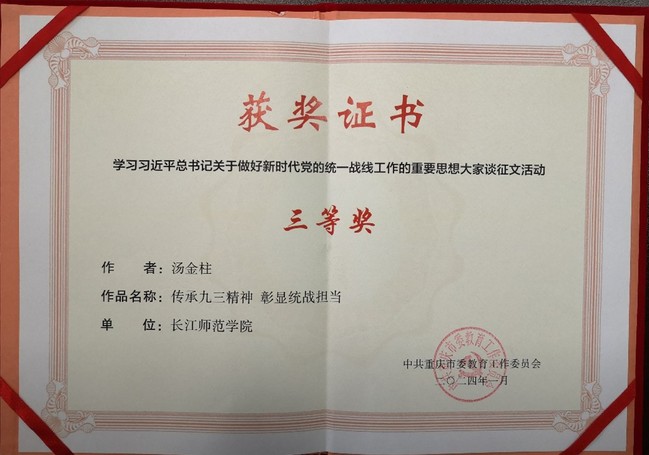 获奖证书
学习习近平总书记关于做好新时代党的统一战线工作的重要思想大家谈征文活动
三等奖
作 者：汤金柱
作品名称：传承九三精神 彰显统战担当
单 位：长江师范学院
中共重庆市委教育工作委员会
二〇二四年一月